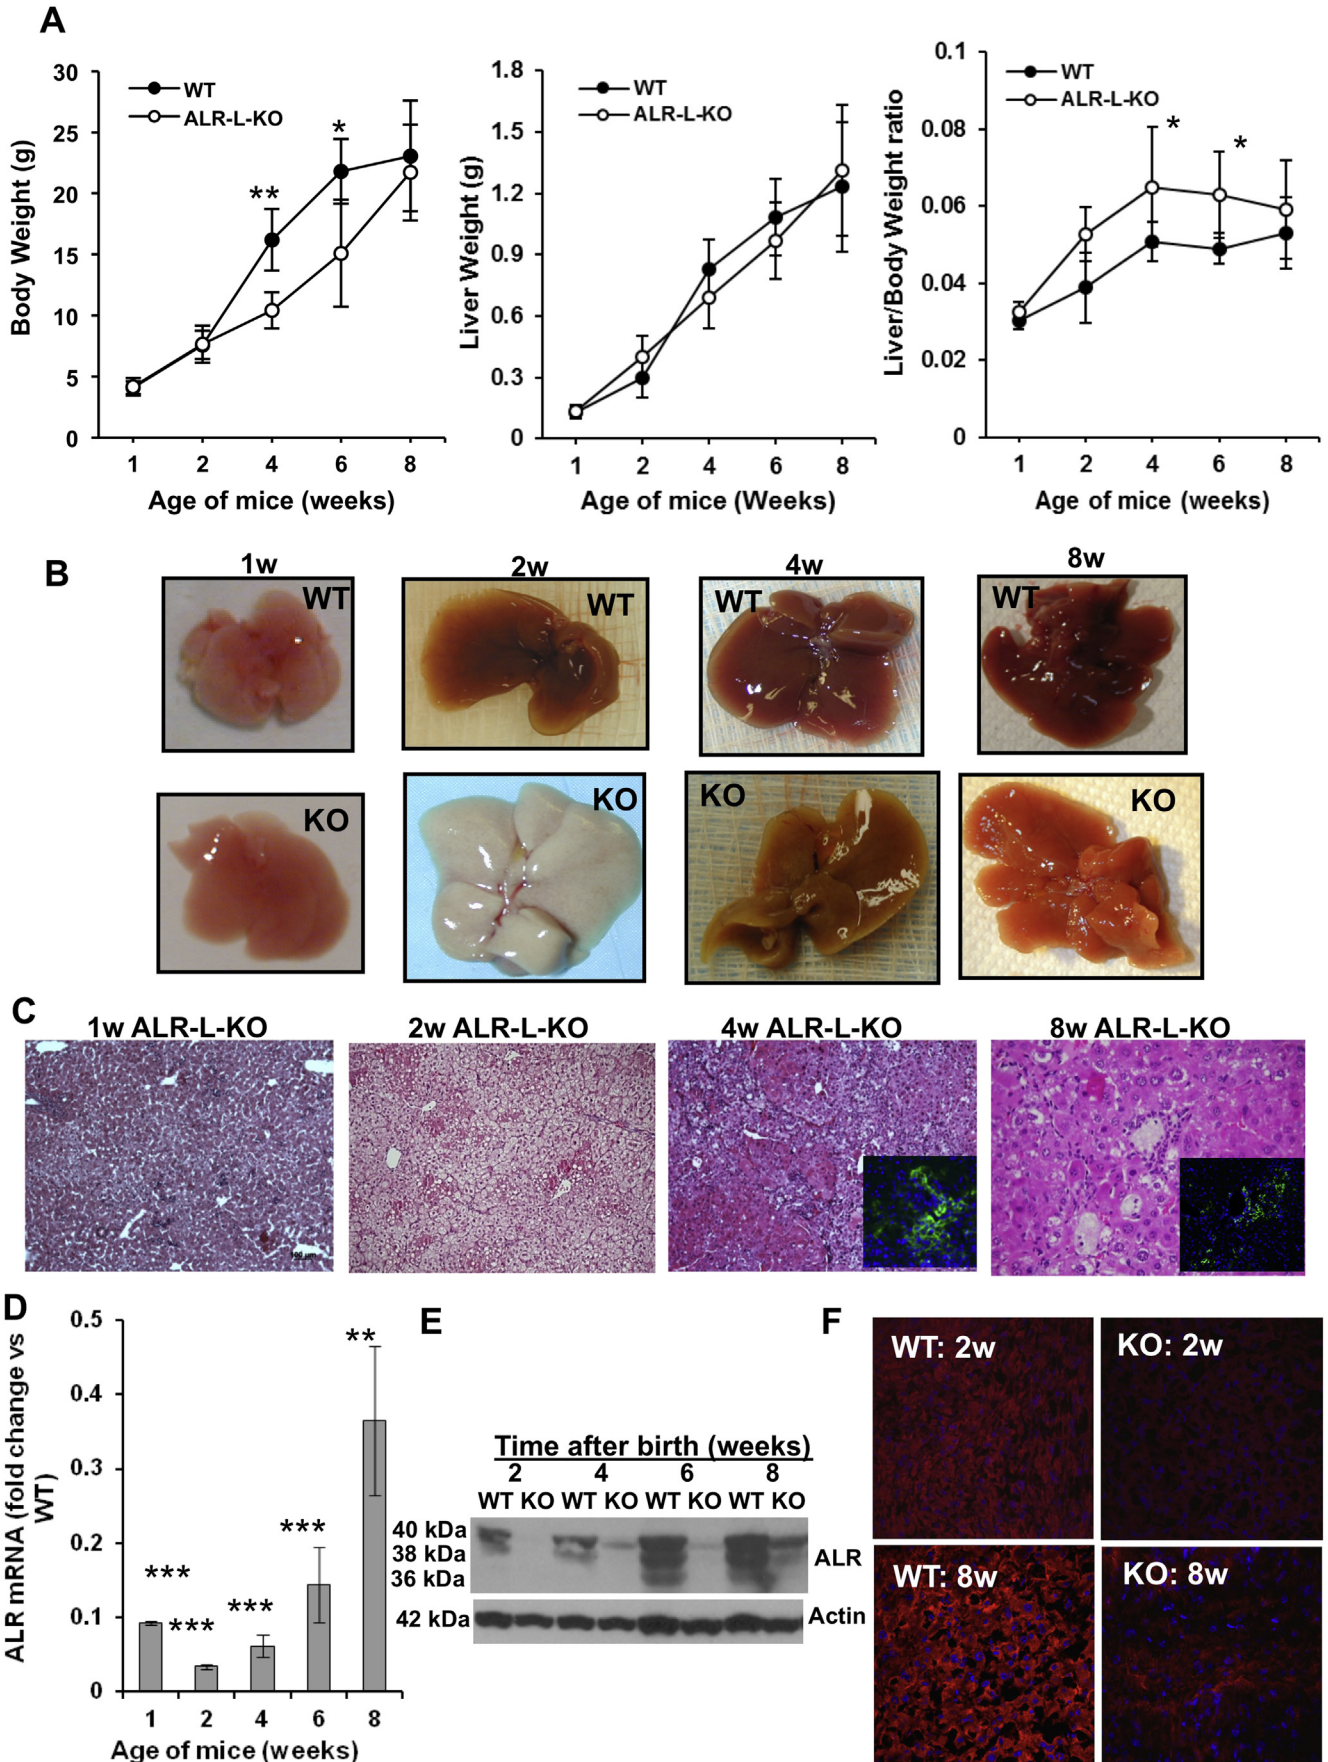 A
30
25
20
15
10
5
0
Body Weight (g)
WT
ALR-L-KO
**
*
1 2 4 6 8
Age of mice (weeks)
1.8
1.5
1.2
0.9
0.6
0.3
0
Liver Weight (g)
WT
ALR-L-KO
1 2 4 6 8
Age of mice (Weeks)
0.1
0.08
0.06
0.04
0.02
0
Liver/Body Weight ratio
WT
ALR-L-KO
*
*
1 2 4 6 8
Age of mice (weeks)
B
1w 2w 4w 8w
WT WT WT WT
KO KO KO KO
C
1w ALR-L-KO 2w ALR-L-KO 4w ALR-L-KO 8w ALR-L-KO
100 µm
D
0.5
0.4
0.3
0.2
0.1
0
ALR mRNA (fold change vs
WT)
***
***
***
***
**
1 2 4 6 8
Age of mice (weeks)
E
Time after birth (weeks)
2 4 6 8
WT KO WT KO WT KO WT KO
40 kDa
38 kDa
36 kDa
ALR
42 kDa
Actin
F
WT: 2w
KO: 2w
WT: 8w
KO: 8w